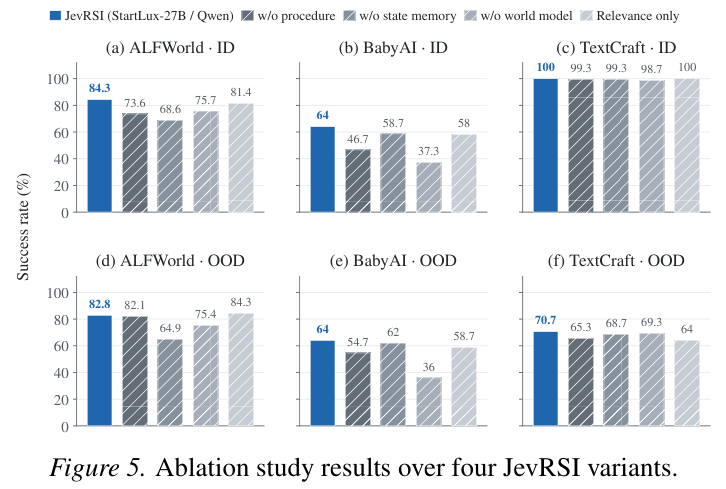 JevRSI (StartLux-27B / Qwen) w/o procedure w/o state memory w/o world model Relevance only
(a) ALFWorld · ID (b) BabyAI · ID (c) TextCraft · ID
Success rate (%)
100
80
60
40
20
0
84.3 73.6 68.6 75.7 81.4
64 46.7 58.7 37.3 58
100 99.3 99.3 98.7 100
(d) ALFWorld · OOD (e) BabyAI · OOD (f) TextCraft · OOD
100
80
60
40
20
0
82.8 82.1 64.9 75.4 84.3
64 54.7 62 36 58.7
70.7 65.3 68.7 69.3 64
Figure 5. Ablation study results over four JevRSI variants.